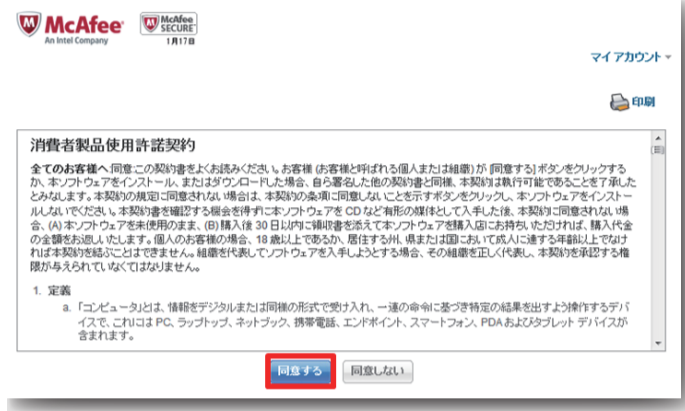 McAfee
An Intel Company
McAfee
SECURE
1月17日
マイ アカウント
印刷
消費者製品使用許諾契約
全てのお客様へ:同意:この契約書をよくお読みください。お客様 (お客様と呼ばれる個人または組織) が [同意する] ボタンをクリックする
か、本ソフトウェアをインストール、またはダウンロードした場合、自ら署名した他の契約書と同様、本契約は執行可能であることを了承した
とみなします。本契約の規定に同意されない場合は、本契約の条項に同意しないことを示すボタンをクリックし、本ソフトウェアをインストー
ルしないでください。本契約書を確認する機会を得ずに本ソフトウェアを CD など有形の媒体として入手した後、本契約に同意されない場
合、(A) 本ソフトウェアを未使用のまま、(B) 購入後 30 日以内に領収書を添えて本ソフトウェアを購入店にお持ちいただければ、購入代金
の全額をお返しいたします。個人のお客様の場合、18 歳以上であるか、居住する州、県または国において成人に達する年齢以上でなけ
れば本契約を結ぶことはできません。組織を代表してソフトウェアを入手しようとする場合、その組織を正しく代表し、本契約を承認する権
限が与えられていなくてはなりません。
1. 定義
a. 「コンピュータ」とは、情報をデジタルまたは同様の形式で受け入れ、一連の命令に基づき特定の結果を出すよう操作するデバ
イスで、これには PC、ラップトップ、ネットブック、携帯電話、エンドポイント、スマートフォン、PDA およびタブレット デバイスが
含まれます。
同意する
同意しない